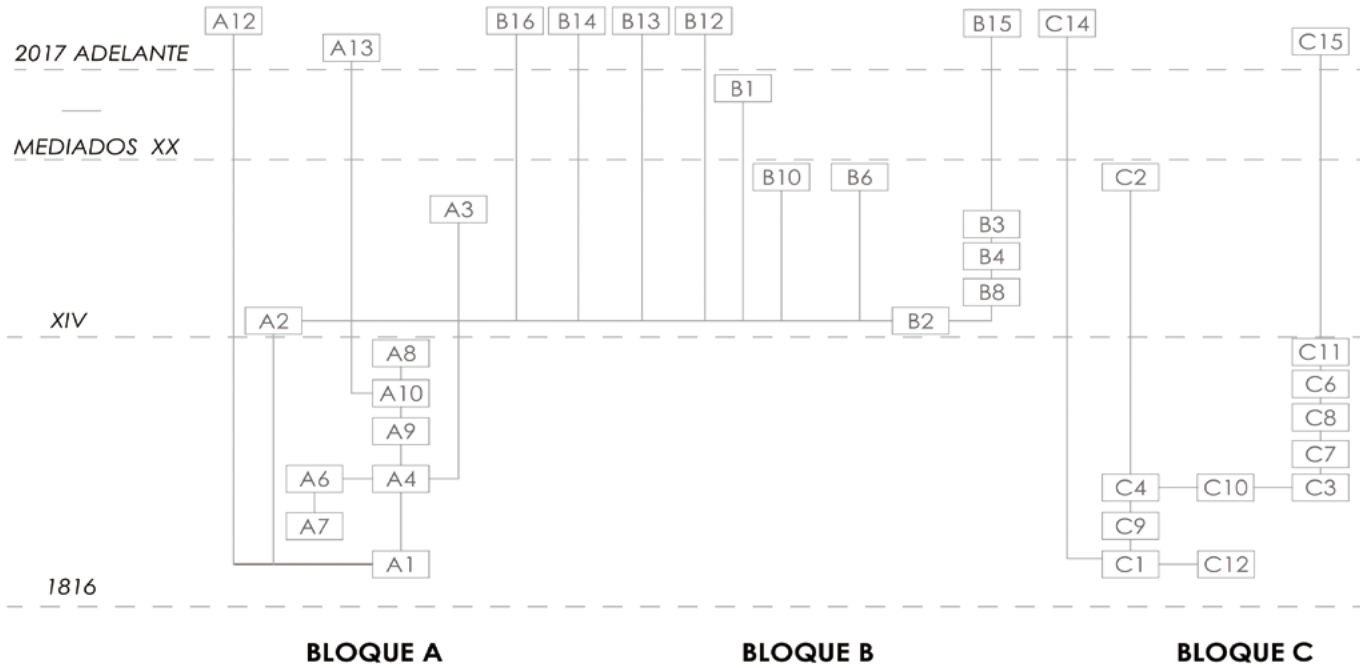 A12 B16 B14 B13 B12 B15 C14
A13 C15
2017 ADELANTE
B1
MEDIADOS XX
B10 B6 C2
A3
B3
B4
B8
XIV A2 B2
A8 C11
A10 C6
A9 C8
C7
A6 A4 C4 C10 C3
A7 C9
A1 C1 C12
1816
BLOQUE A BLOQUE B BLOQUE C